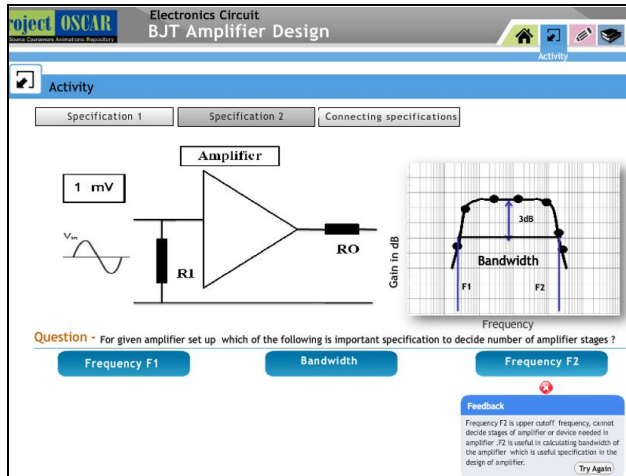 roject OSCAR
Source Courseware Animations Repository
Electronics Circuit
BJT Amplifier Design
Activity
Activity
Specification 1
Specification 2
Connecting specifications
Amplifier
1 mV
Vin
RI
RO
Gain in dB
3dB
Bandwidth
F1
F2
Frequency
Question - For given amplifier set up which of the following is important specification to decide number of amplifier stages ?
Frequency F1
Bandwidth
Frequency F2
Feedback
Frequency F2 is upper cutoff frequency, cannot
decide stages of amplifier or device needed in
amplifier .F2 is useful in calculating bandwidth of
the amplifier which is useful specification in the
design of amplifier.
Try Again